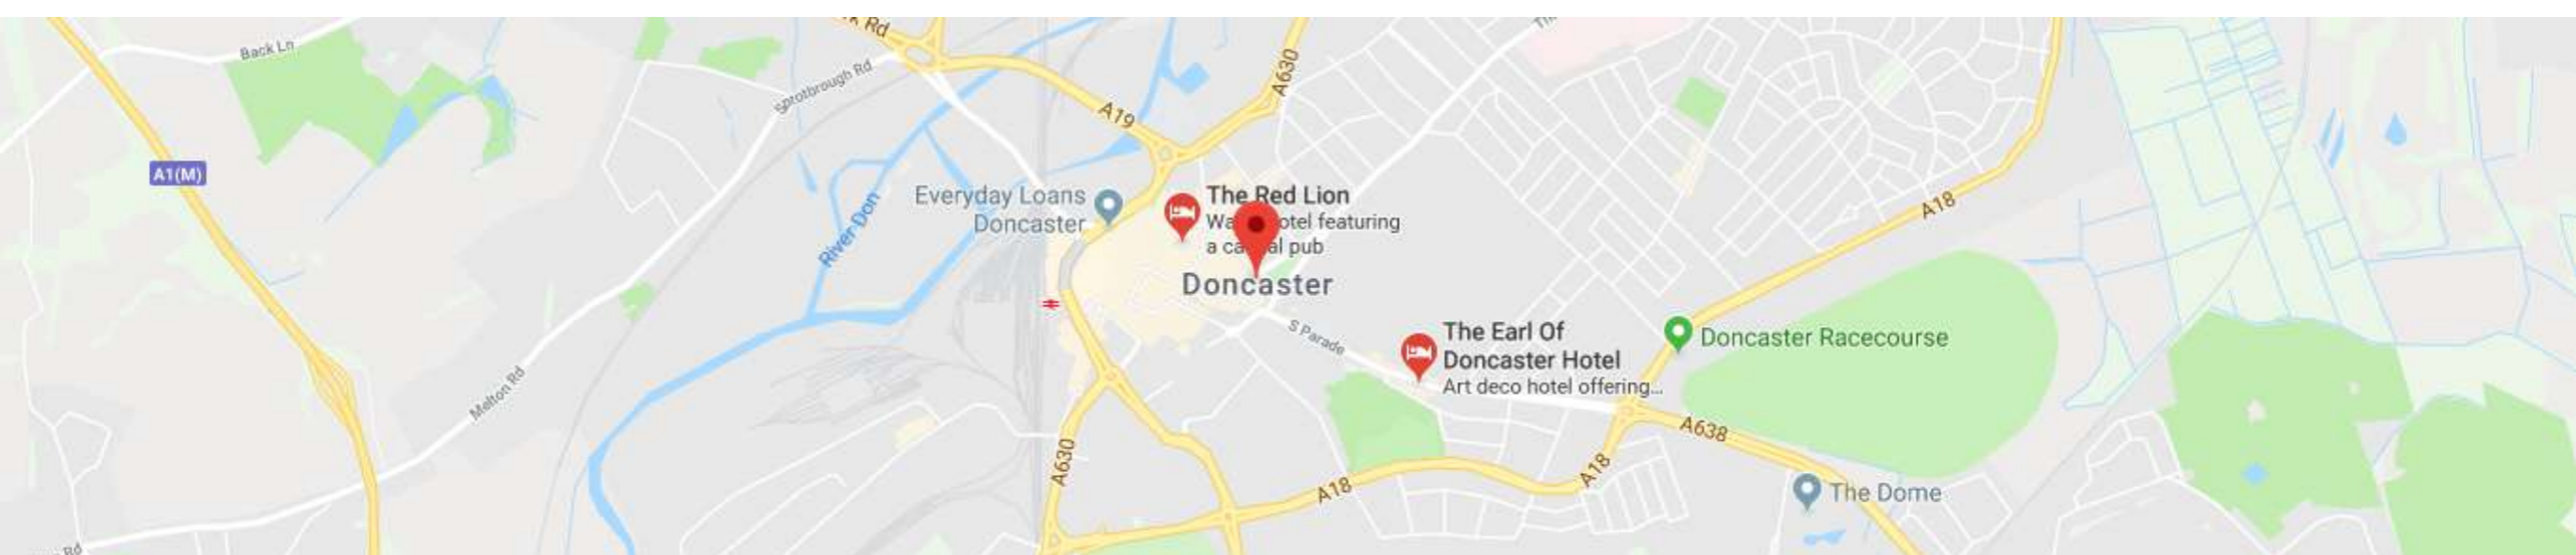 Back Ln
Rd
Sprotbrough Rd
A630
A19
A1(M)
River Don
Everyday Loans
Doncaster
The Red Lion
otel featuring
pub
Doncaster
A18
S Parade
The Earl Of
Doncaster Hotel
Art deco hotel offering...
Doncaster Racecourse
Melton Rd
A638
A630
A18
A18
The Dome
Rd